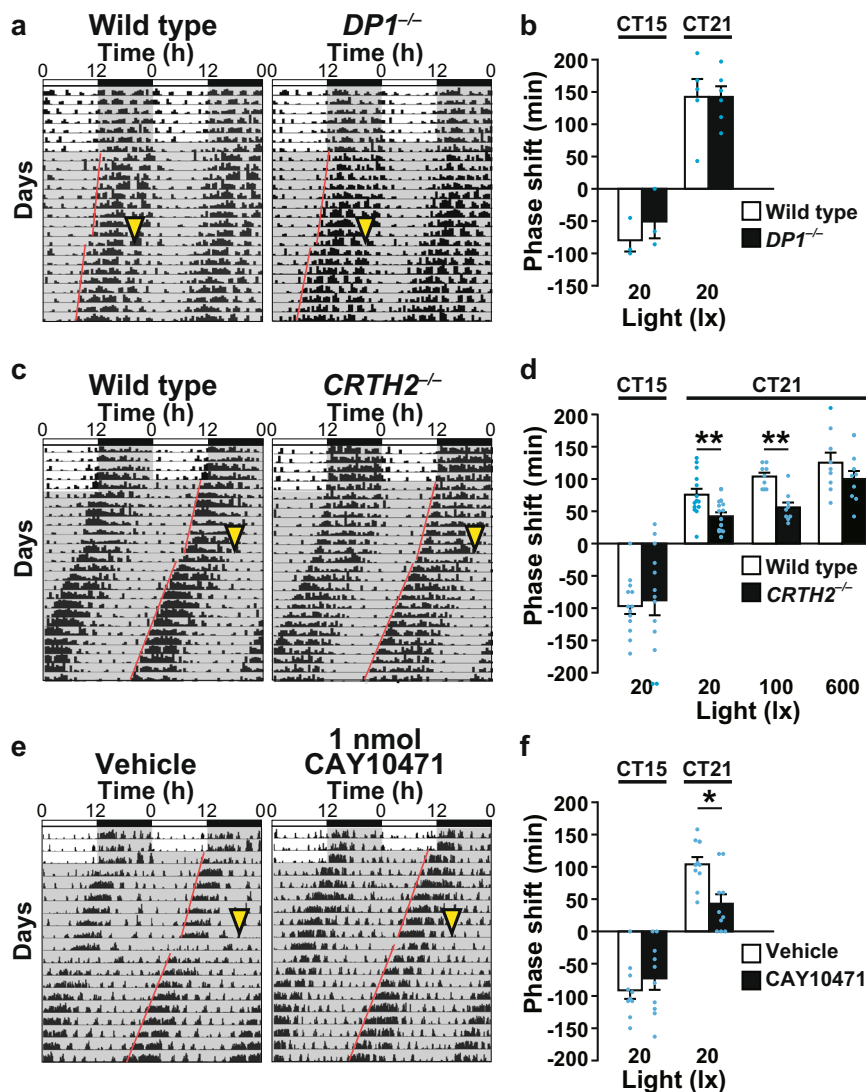 a
Wild type
DP1–/–
Time (h)
Time (h)
0 12 0 12 0
0 12 0 12 0
Days
b
CT15 CT21
Phase shift (min)
200
150
100
50
0
-50
-100
-150
Wild type
DP1–/–
20 20
Light (lx)
c
Wild type
CRTH2–/–
Time (h)
Time (h)
0 12 0 12 0
0 12 0 12 0
Days
d
CT15 CT21
Phase shift (min)
200
150
100
50
0
-50
-100
-150
-200
**
**
Wild type
CRTH2–/–
20 20 100 600
Light (lx)
e
Vehicle
1 nmol
CAY10471
Time (h)
Time (h)
0 12 0 12 0
0 12 0 12 0
Days
f
CT15 CT21
Phase shift (min)
200
150
100
50
0
-50
-100
-150
-200
*
Vehicle
CAY10471
20 20
Light (lx)